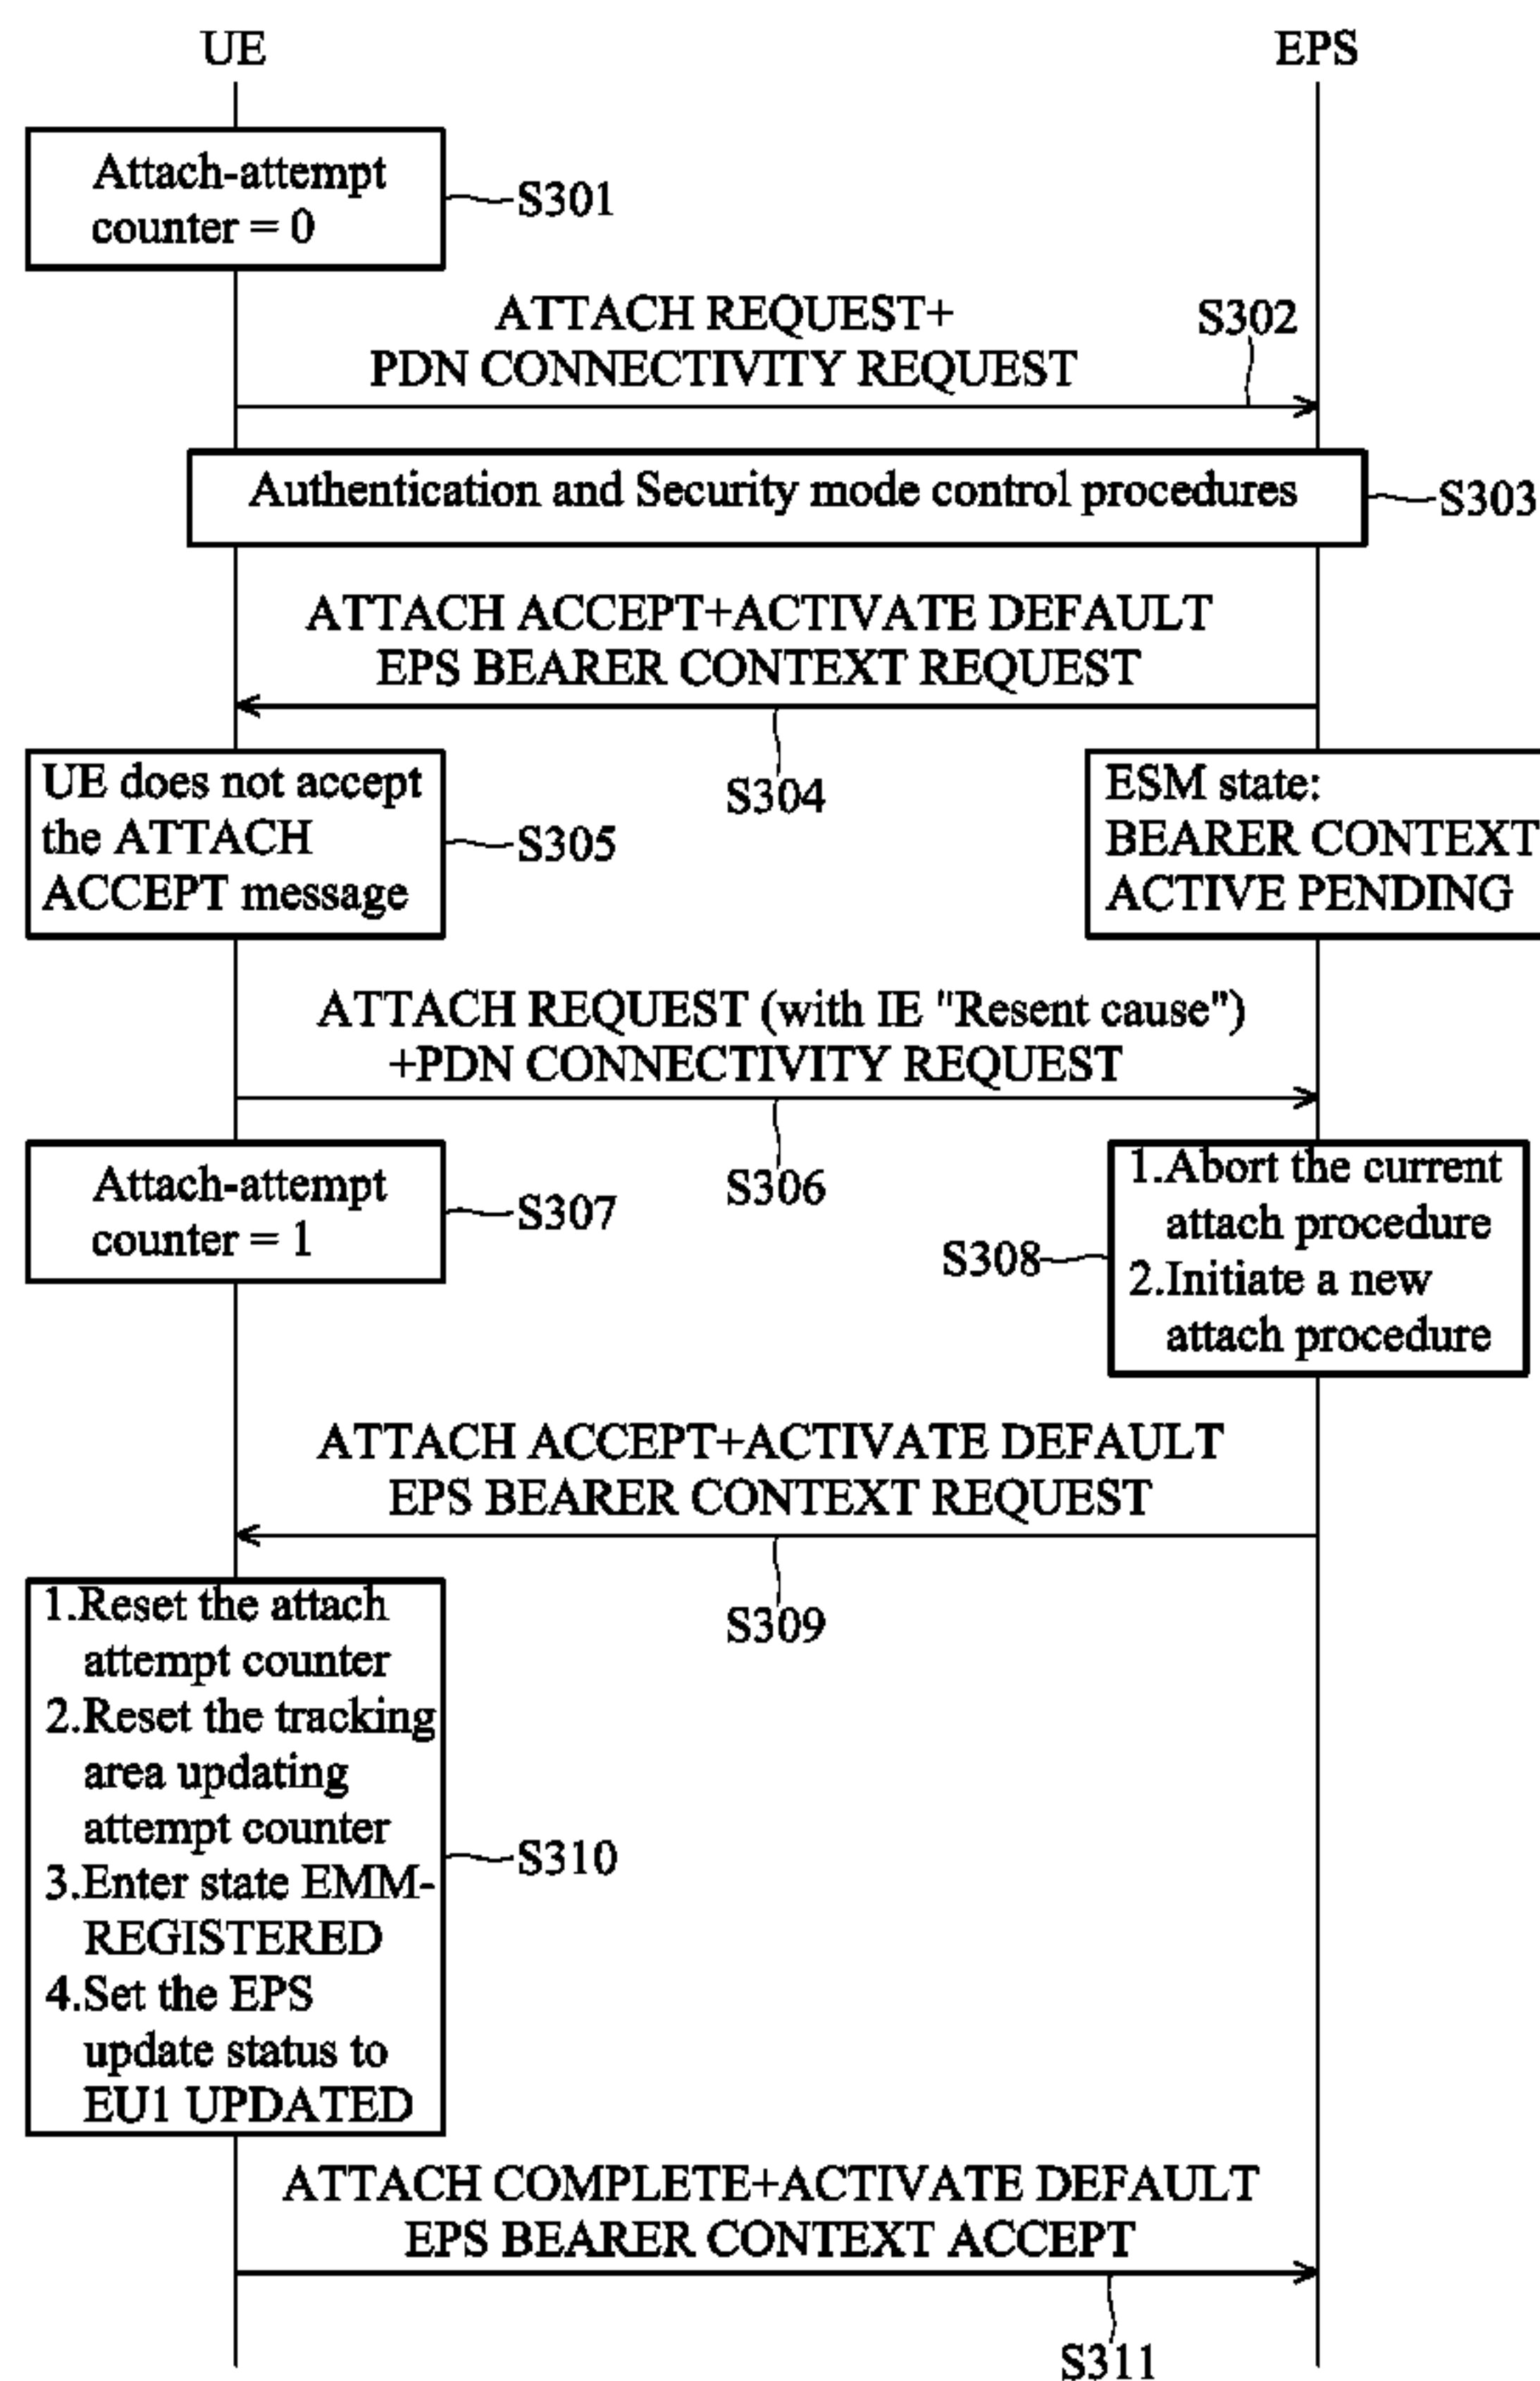 UE
EPS
Attach-attempt
counter = 0
S301
ATTACH REQUEST+
PDN CONNECTIVITY REQUEST
S302
Authentication and Security mode control procedures
S303
ATTACH ACCEPT+ACTIVATE DEFAULT
EPS BEARER CONTEXT REQUEST
S304
UE does not accept
the ATTACH
ACCEPT message
S305
ESM state:
BEARER CONTEXT
ACTIVE PENDING
ATTACH REQUEST (with IE "Resent cause")
+PDN CONNECTIVITY REQUEST
S306
Attach-attempt
counter = 1
S307
S308
1.Abort the current
attach procedure
2.Initiate a new
attach procedure
ATTACH ACCEPT+ACTIVATE DEFAULT
EPS BEARER CONTEXT REQUEST
S309
1.Reset the attach
attempt counter
2.Reset the tracking
area updating
attempt counter
3.Enter state EMM-
REGISTERED
4.Set the EPS
update status to
EU1 UPDATED
S310
ATTACH COMPLETE+ACTIVATE DEFAULT
EPS BEARER CONTEXT ACCEPT
S311